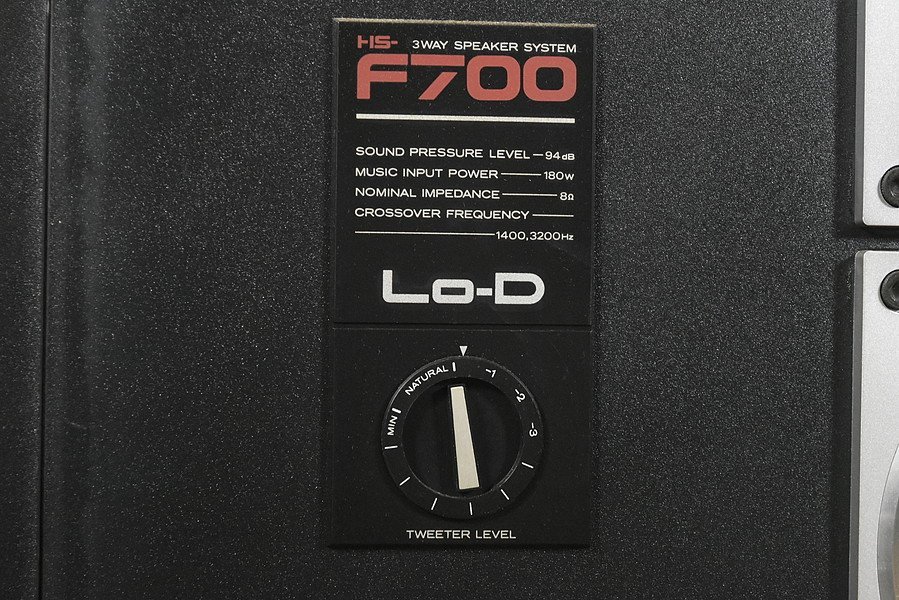 HS- 3WAY SPEAKER SYSTEM
F700
SOUND PRESSURE LEVEL — 94dB
MUSIC INPUT POWER — 180W
NOMINAL IMPEDANCE — 8Ω
CROSSOVER FREQUENCY —
— 1400,3200Hz
Lo-D
MIN NATURAL -1 -2 -3
TWEETER LEVEL